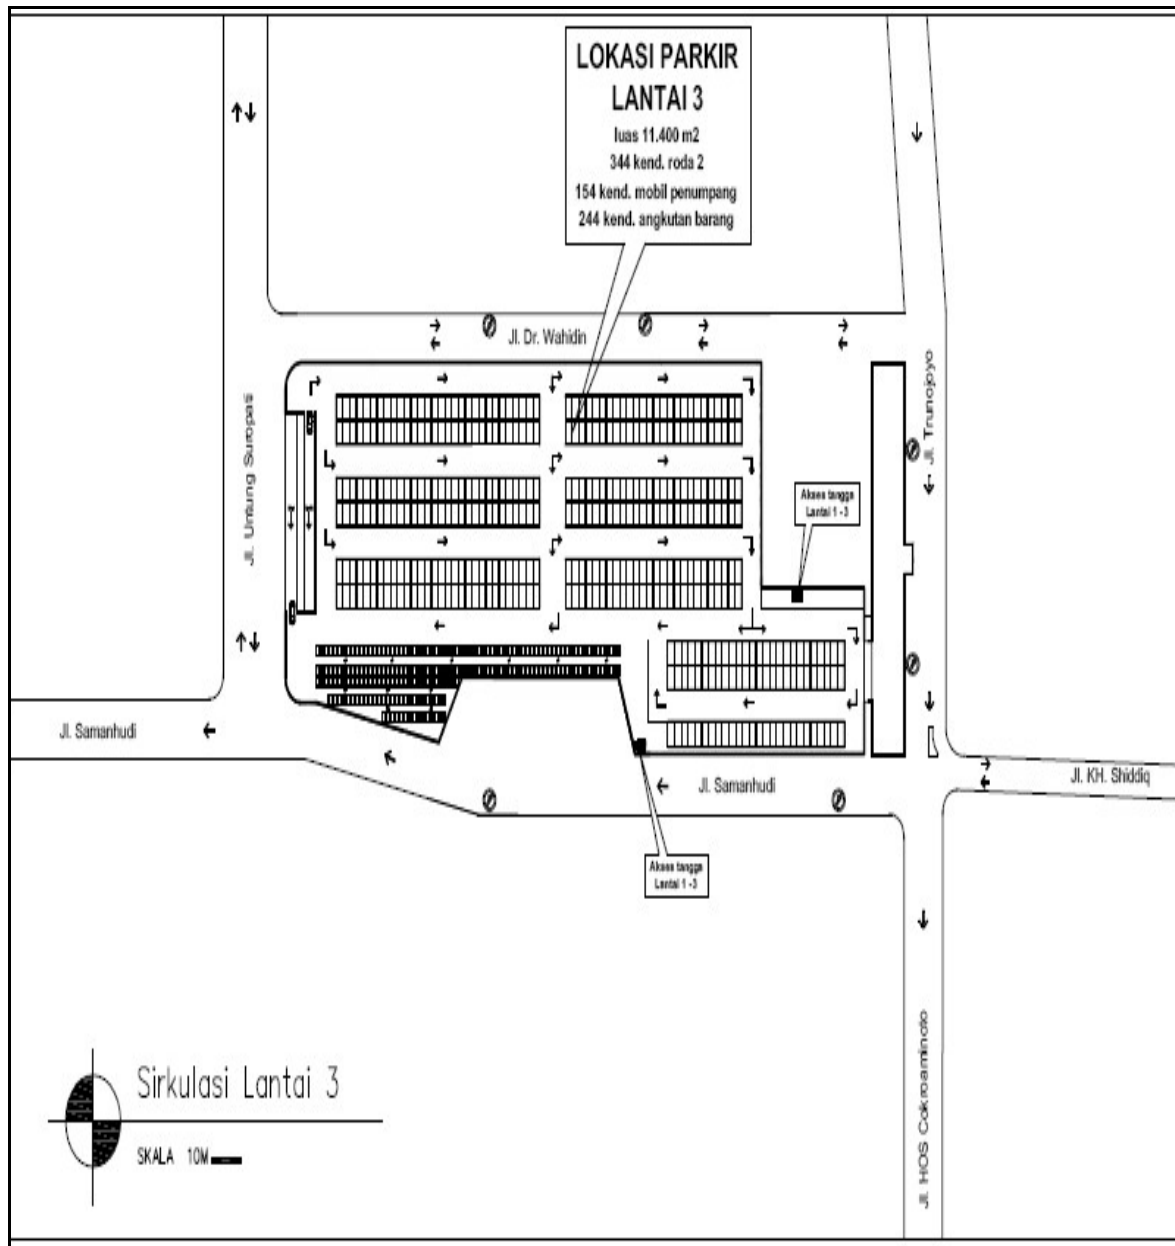 LOKASI PARKIR
LANTAI 3
luas 11.400 m2
344 kend. roda 2
154 kend. mobil penumpang
244 kend. angkutan barang
Jl. Dr. Wahidin
Jl. Trunojoyo
Jl. Untung Suropas
Akses tangga
Lantai 1 - 3
Jl. Samanhudi
Jl. Samanhudi
Jl. KH. Shiddiq
Akses tangga
Lantai 1 - 3
Jl. HOS Cokroaminoto
Sirkulasi Lantai 3
SKALA 10M